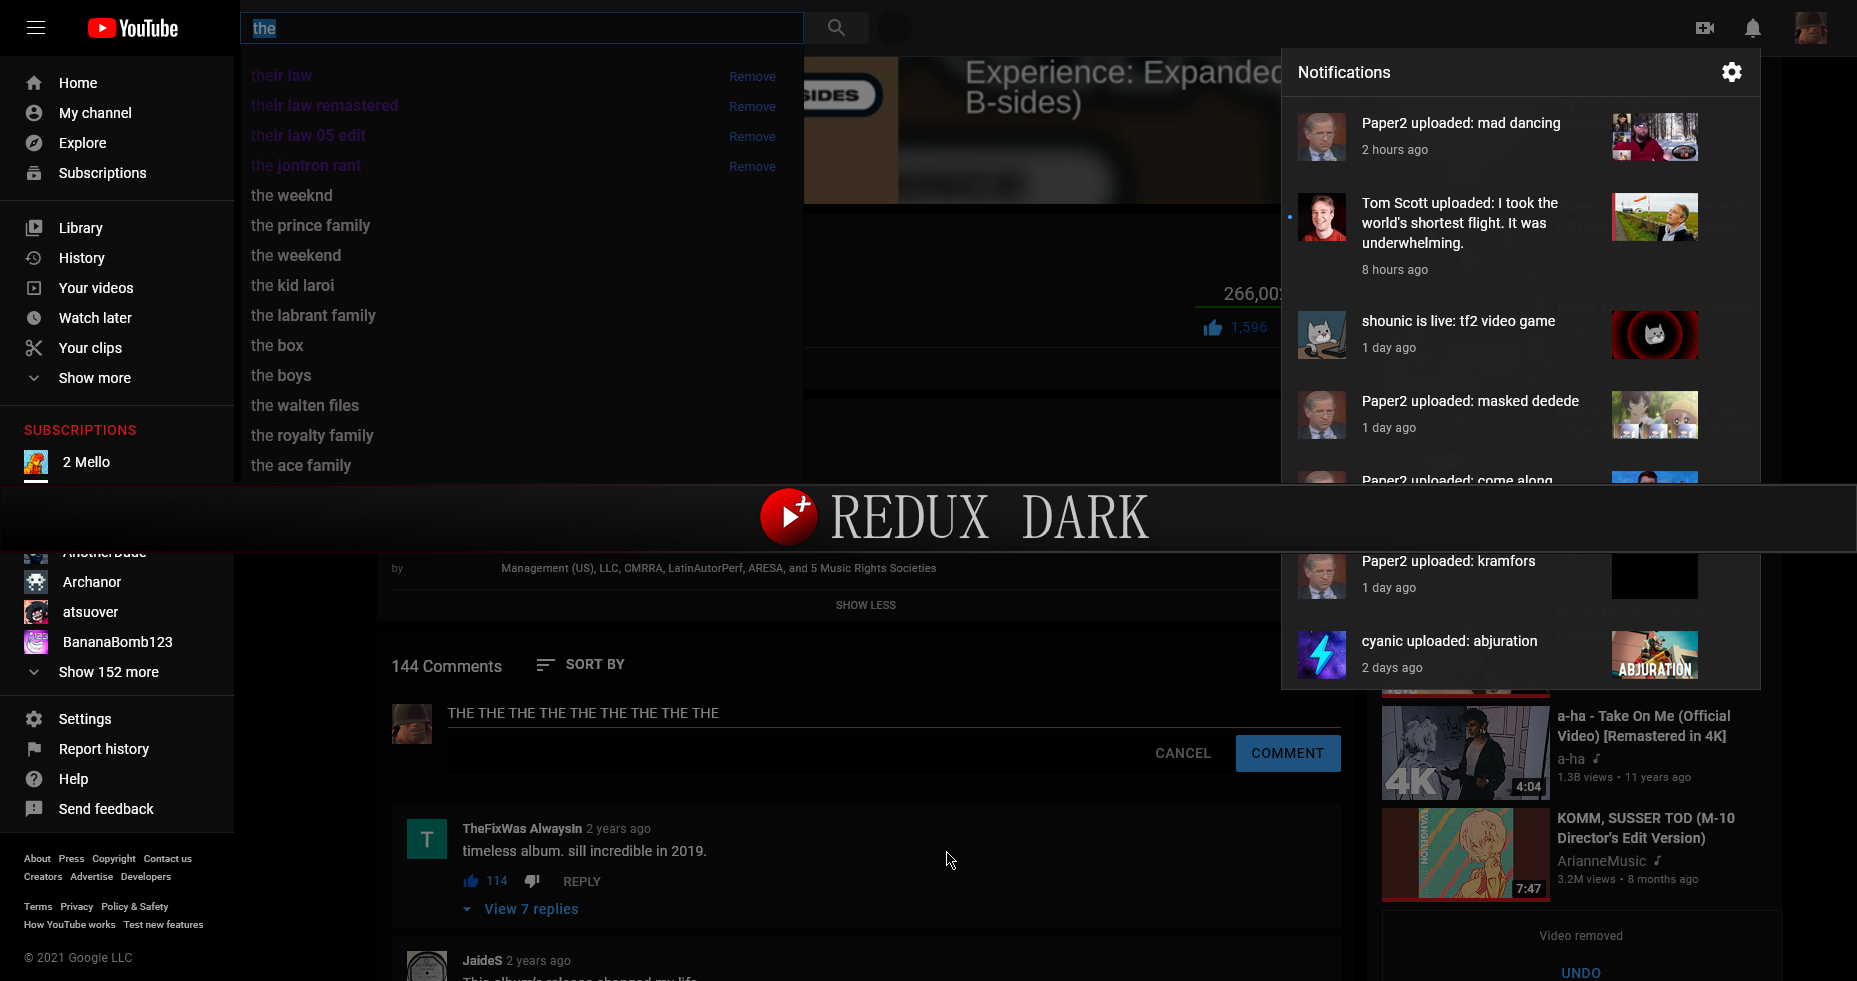 YouTube
the
their law Remove
their law remastered Remove
their law 05 edit Remove
the jontron rant Remove
the weeknd
the prince family
the weekend
the kid laroi
the labrant family
the box
the boys
the walten files
the royalty family
the ace family
Home
My channel
Explore
Subscriptions
Library
History
Your videos
Watch later
Your clips
Show more
SUBSCRIPTIONS
2 Mello
AnotherDude
Archanor
atsuover
BananaBomb123
Show 152 more
Settings
Report history
Help
Send feedback
About Press Copyright Contact us
Creators Advertise Developers
Terms Privacy Policy & Safety
How YouTube works Test new features
© 2021 Google LLC
SIDES
Experience: Expanded
B-sides)
266,002
1,596
Notifications
Paper2 uploaded: mad dancing
2 hours ago
Tom Scott uploaded: I took the
world's shortest flight. It was
underwhelming.
8 hours ago
shounic is live: tf2 video game
1 day ago
Paper2 uploaded: masked dedede
1 day ago
Paper2 uploaded: come along
REDUX DARK
Paper2 uploaded: kramfors
1 day ago
cyanic uploaded: abjuration
2 days ago
ABJURATION
by Management (US), LLC, CMRRA, LatinAutorPerf, ARESA, and 5 Music Rights Societies
SHOW LESS
144 Comments SORT BY
THE THE THE THE THE THE THE THE THE
CANCEL COMMENT
T
TheFixWas AlwaysIn 2 years ago
timeless album. sill incredible in 2019.
114 REPLY
View 7 replies
JaideS 2 years ago
This album's release changed my life
a-ha - Take On Me (Official
Video) [Remastered in 4K]
a-ha
1.3B views • 11 years ago
4K
4:04
KOMM, SUSSER TOD (M-10
Director's Edit Version)
ArianneMusic
3.2M views • 8 months ago
EVANGELION
7:47
Video removed
UNDO